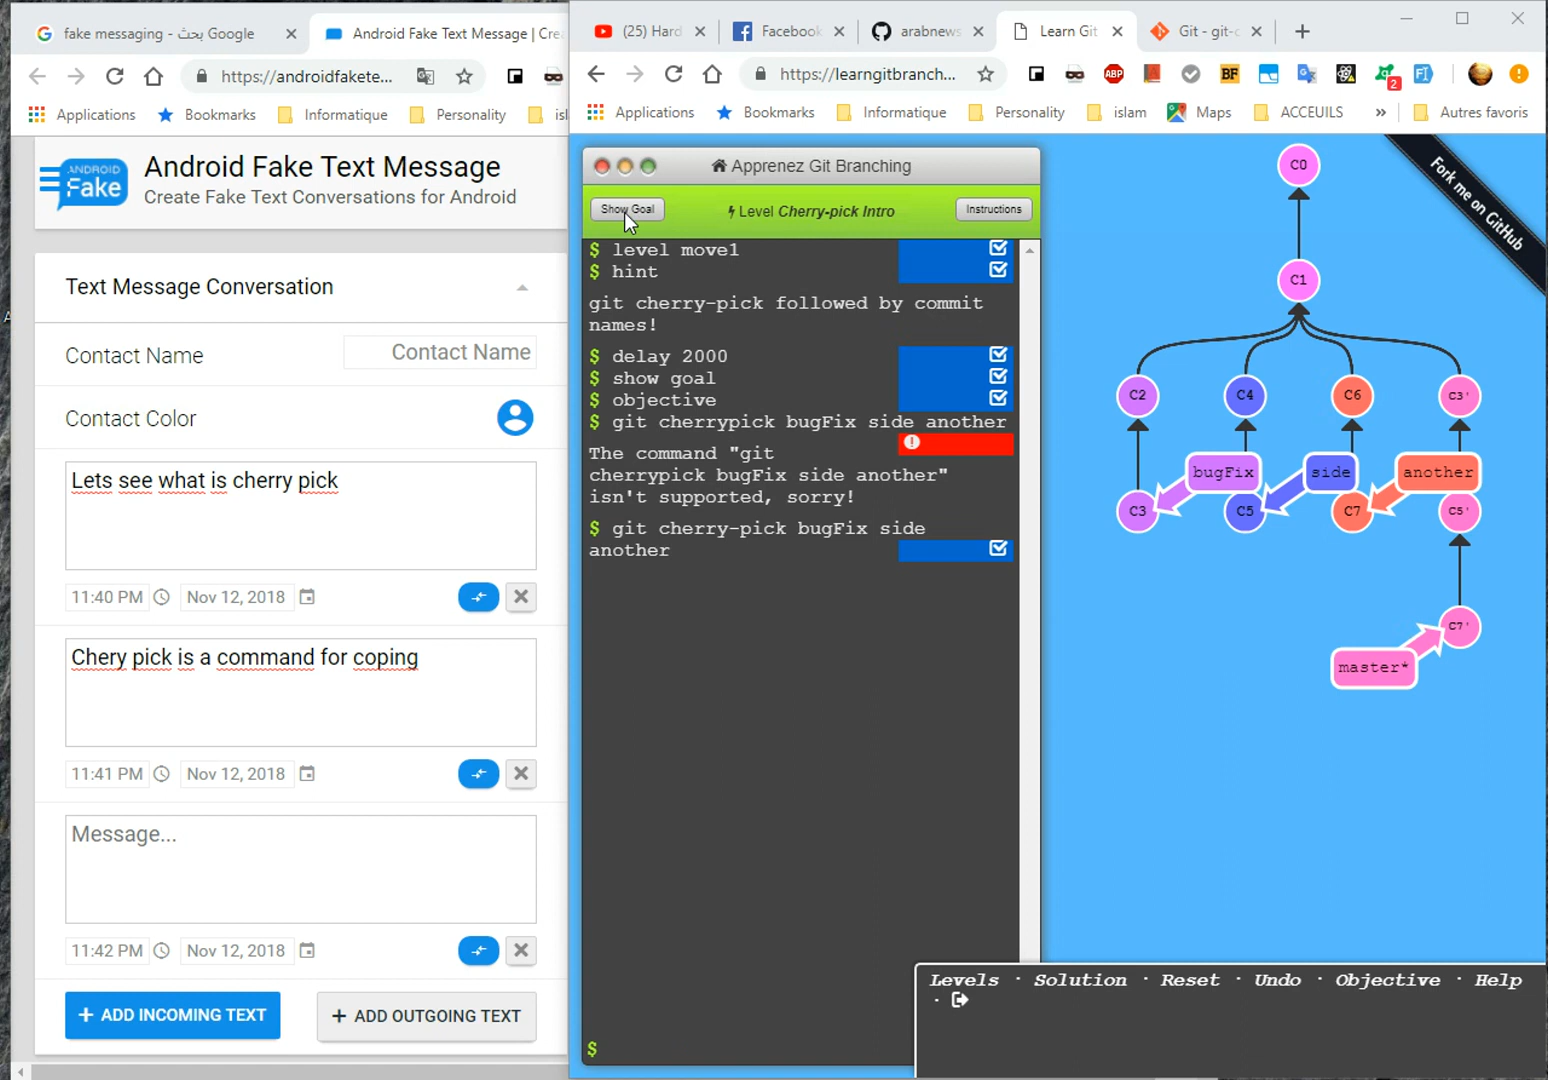 fake messaging - بحث Google
Android Fake Text Message | Cre
https://androidfakete...
Applications
Bookmarks
Informatique
Personality
isl
ANDROID
Fake
Android Fake Text Message
Create Fake Text Conversations for Android
Text Message Conversation
Contact Name
Contact Name
Contact Color
Lets see what is cherry pick
11:40 PM
Nov 12, 2018
Chery pick is a command for coping
11:41 PM
Nov 12, 2018
Message...
11:42 PM
Nov 12, 2018
+ ADD INCOMING TEXT
+ ADD OUTGOING TEXT
(25) Hard
Facebook
arabnews
Learn Git
Git - git-c
https://learngitbranch...
ABP
BF
2
Applications
Bookmarks
Informatique
Personality
islam
Maps
ACCEUILS
»
Autres favoris
Apprenez Git Branching
Show Goal
Level Cherry-pick Intro
Instructions
$ level move1
$ hint
git cherry-pick followed by commit
names!
$ delay 2000
$ show goal
$ objective
$ git cherrypick bugFix side another
The command "git
cherrypick bugFix side another"
isn't supported, sorry!
$ git cherry-pick bugFix side
another
$
Fork me on GitHub
C0
C1
C2
C4
C6
C3'
bugFix
side
another
C3
C5
C7
C5'
C7'
master*
Levels · Solution · Reset · Undo · Objective · Help
·